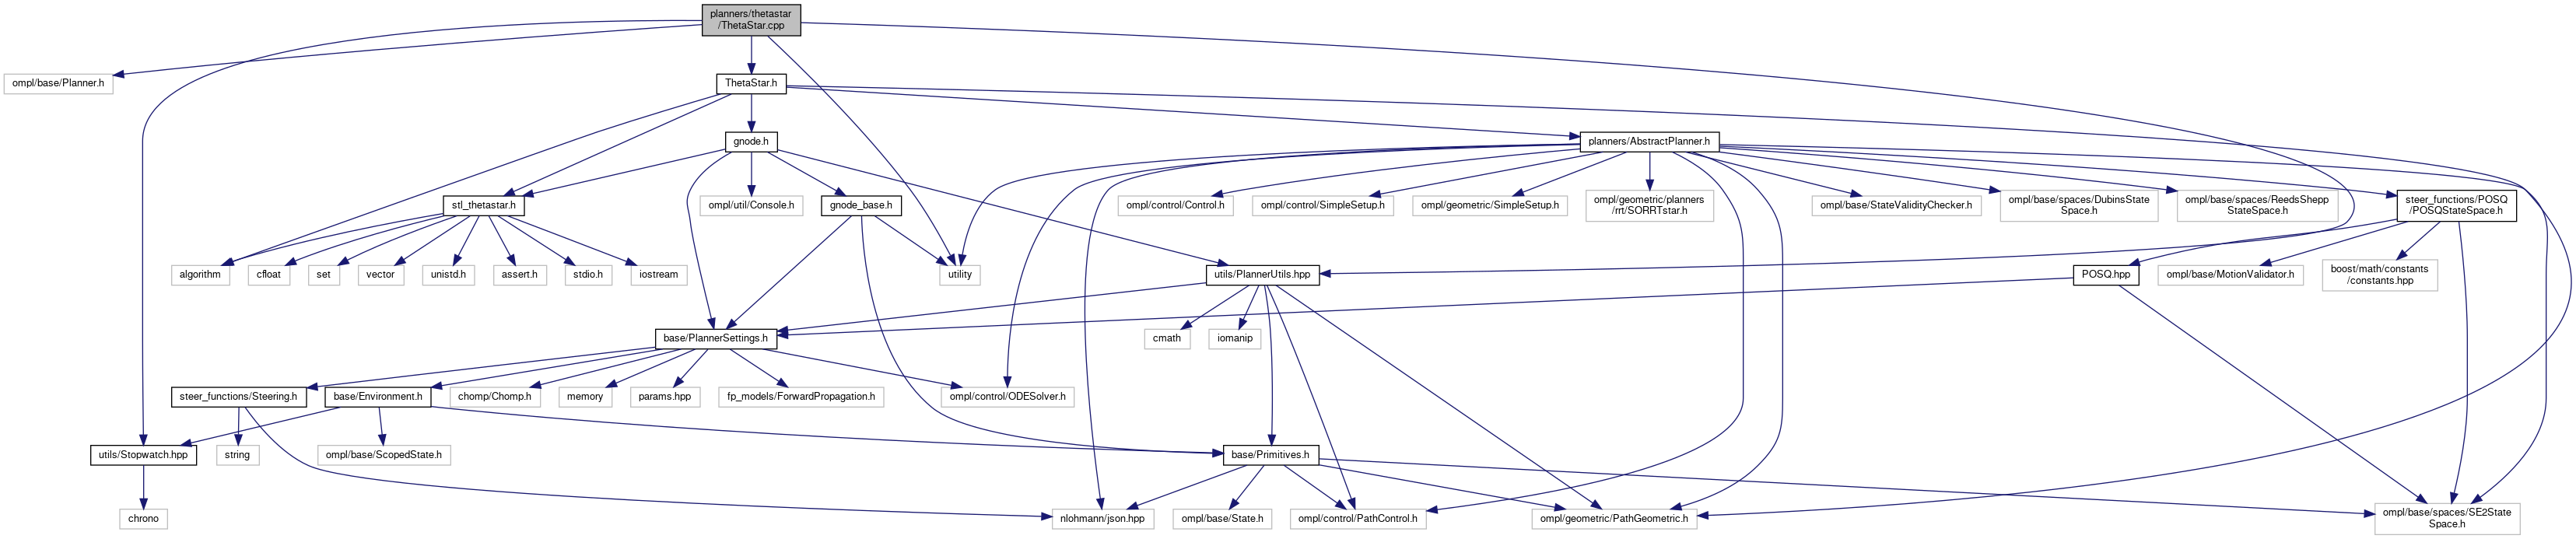 planners/thetastar
/ThetaStar.cpp
ompl/base/Planner.h
ThetaStar.h
gnode.h
planners/AbstractPlanner.h
stl_thetastar.h
ompl/util/Console.h
gnode_base.h
ompl/control/Control.h
ompl/control/SimpleSetup.h
ompl/geometric/SimpleSetup.h
ompl/geometric/planners
/rrt/SORRTstar.h
ompl/base/StateValidityChecker.h
ompl/base/spaces/DubinsState
Space.h
ompl/base/spaces/ReedsShepp
StateSpace.h
steer_functions/POSQ
/POSQStateSpace.h
algorithm
cfloat
set
vector
unistd.h
assert.h
stdio.h
iostream
utility
utils/PlannerUtils.hpp
POSQ.hpp
ompl/base/MotionValidator.h
boost/math/constants
/constants.hpp
base/PlannerSettings.h
cmath
iomanip
steer_functions/Steering.h
base/Environment.h
chomp/Chomp.h
memory
params.hpp
fp_models/ForwardPropagation.h
ompl/control/ODESolver.h
utils/Stopwatch.hpp
string
ompl/base/ScopedState.h
base/Primitives.h
chrono
nlohmann/json.hpp
ompl/base/State.h
ompl/control/PathControl.h
ompl/geometric/PathGeometric.h
ompl/base/spaces/SE2State
Space.h